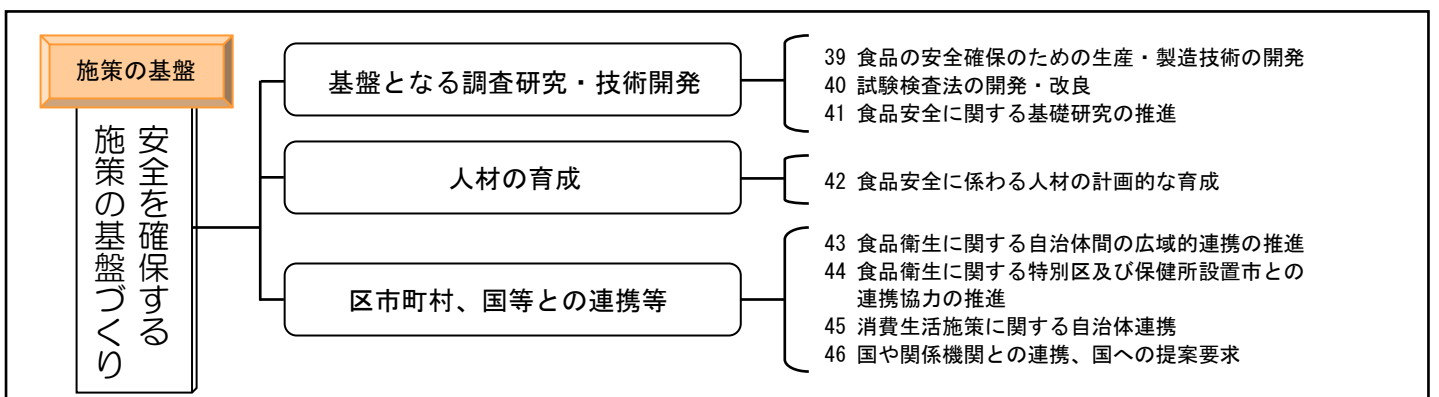 施策の基盤
安全を確保する
施策の基盤づくり
基盤となる調査研究・技術開発
39 食品の安全確保のための生産・製造技術の開発
40 試験検査法の開発・改良
41 食品安全に関する基礎研究の推進
人材の育成
42 食品安全に係わる人材の計画的な育成
区市町村、国等との連携等
43 食品衛生に関する自治体間の広域的連携の推進
44 食品衛生に関する特別区及び保健所設置市との
連携協力の推進
45 消費生活施策に関する自治体連携
46 国や関係機関との連携、国への提案要求